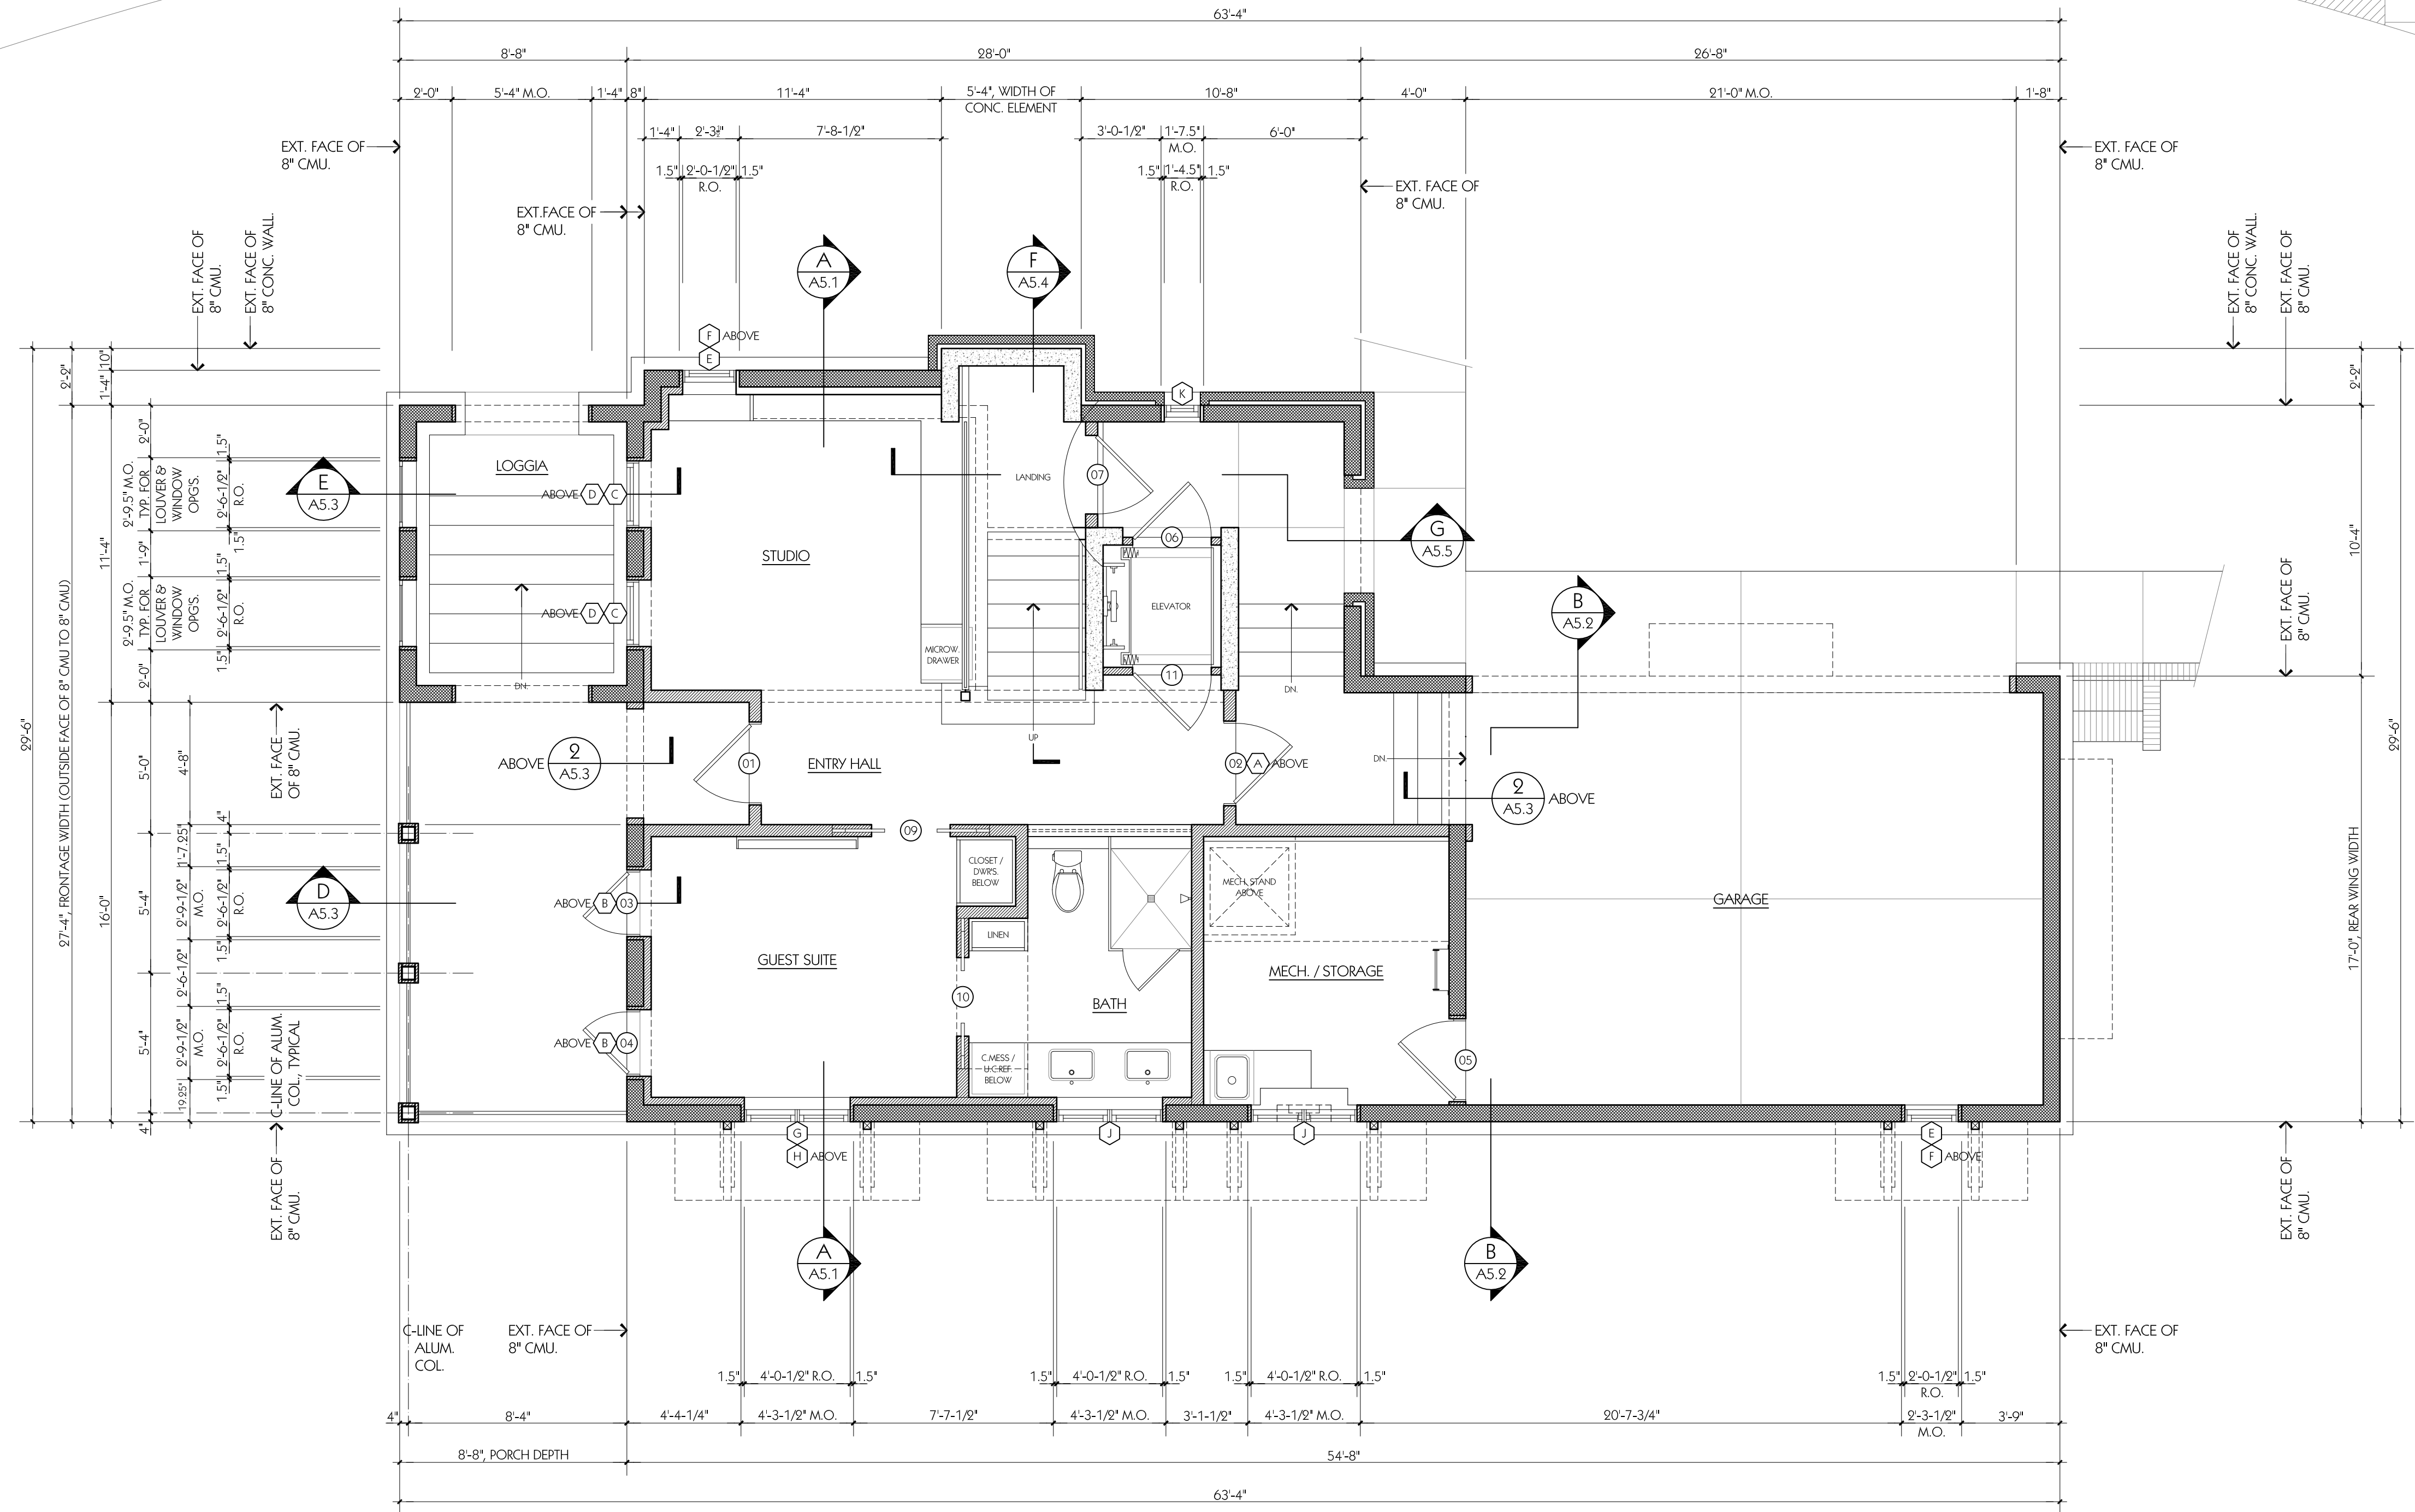 63'-4"
8'-8"
28'-0"
26'-8"
2'-0"
5'-4" M.O.
1'-4"
8"
11'-4"
5'-4", WIDTH OF
CONC. ELEMENT
10'-8"
4'-0"
21'-0" M.O.
1'-8"
1'-4"
2'-3½"
7'-8-1/2"
3'-0-1/2"
1'-7.5"
M.O.
6'-0"
1.5"
2'-0-1/2"
R.O.
1.5"
1.5"
1'-4.5"
R.O.
1.5"
EXT. FACE OF
8" CMU.
EXT.FACE OF
8" CMU.
EXT. FACE OF
8" CMU.
EXT. FACE OF
8" CMU.
EXT. FACE OF
8" CMU.
EXT. FACE OF
8" CONC. WALL.
EXT. FACE OF
8" CONC. WALL.
EXT. FACE OF
8" CMU.
A
A5.1
F
A5.4
F
ABOVE
E
K
29'-6"
27'-4", FRONTAGE WIDTH (OUTSIDE FACE OF 8" CMU TO 8" CMU)
2'-2"
10"
1'-4"
11'-4"
16'-0"
2'-0"
2'-9.5" M.O.
TYP. FOR
LOUVER &
WINDOW
OPG'S.
1.5"
2'-6-1/2"
R.O.
1.5"
1'-9"
2'-9.5" M.O.
TYP. FOR
LOUVER &
WINDOW
OPG'S.
1.5"
2'-6-1/2"
R.O.
1.5"
2'-0"
5'-0"
4'-8"
EXT. FACE
OF 8" CMU.
4"
1'-7.25"
1.5"
5'-4"
2'-9-1/2"
M.O.
2'-6-1/2"
R.O.
1.5"
2'-6-1/2"
1.5"
5'-4"
2'-9-1/2"
M.O.
2'-6-1/2"
R.O.
1.5"
19.25"
4"
C-LINE OF ALUM.
COL., TYPICAL
EXT. FACE OF
8" CMU.
E
A5.3
LOGGIA
ABOVE
D
C
ABOVE
D
C
DN.
STUDIO
LANDING
07
06
ELEVATOR
11
MICROW.
DRAWER
UP
DN.
G
A5.5
B
A5.2
ABOVE
2
A5.3
01
ENTRY HALL
02
A
ABOVE
DN.
2
A5.3
ABOVE
09
CLOSET /
DWR'S.
BELOW
LINEN
D
A5.3
ABOVE
B
03
ABOVE
B
04
GUEST SUITE
10
BATH
C.MESS /
U.C.REF.
BELOW
MECH. STAND
ABOVE
MECH. / STORAGE
05
GARAGE
2'-2"
10'-4"
EXT. FACE OF
8" CMU.
29'-6"
17'-0", REAR WING WIDTH
EXT. FACE OF
8" CMU.
G
H
ABOVE
J
J
E
F
ABOVE
A
A5.1
B
A5.2
C-LINE OF
ALUM.
COL.
EXT. FACE OF
8" CMU.
EXT. FACE OF
8" CMU.
1.5"
4'-0-1/2" R.O.
1.5"
1.5"
4'-0-1/2" R.O.
1.5"
1.5"
4'-0-1/2" R.O.
1.5"
1.5"
2'-0-1/2"
R.O.
1.5"
4"
8'-4"
4'-4-1/4"
4'-3-1/2" M.O.
7'-7-1/2"
4'-3-1/2" M.O.
3'-1-1/2"
4'-3-1/2" M.O.
20'-7-3/4"
2'-3-1/2"
M.O.
3'-9"
8'-8", PORCH DEPTH
54'-8"
63'-4"